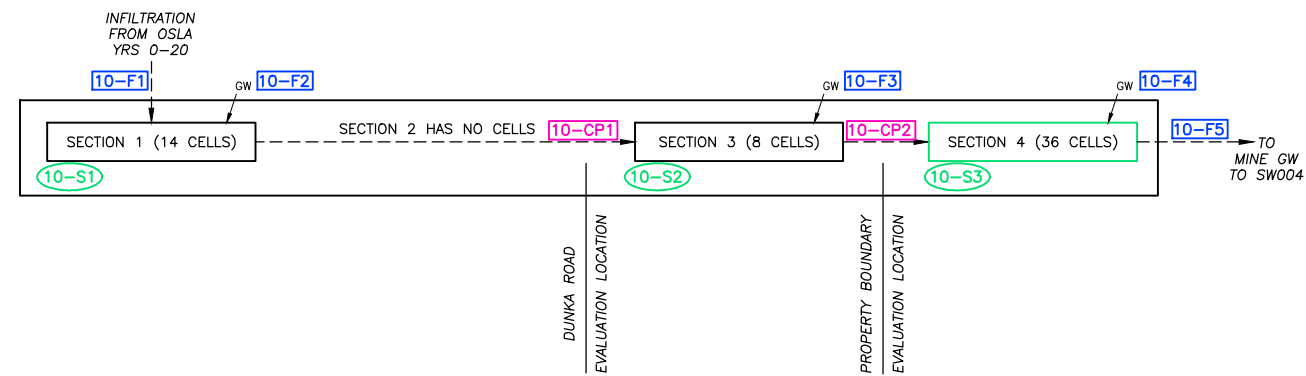 INFILTRATION
FROM OSLA
YRS 0-20
10-F1
GW
10-F2
GW
10-F3
GW
10-F4
SECTION 1 (14 CELLS)
SECTION 2 HAS NO CELLS
10-CP1
SECTION 3 (8 CELLS)
10-CP2
SECTION 4 (36 CELLS)
10-F5
TO
MINE GW
TO SW004
10-S1
10-S2
10-S3
DUNKA ROAD
EVALUATION LOCATION
PROPERTY BOUNDARY
EVALUATION LOCATION